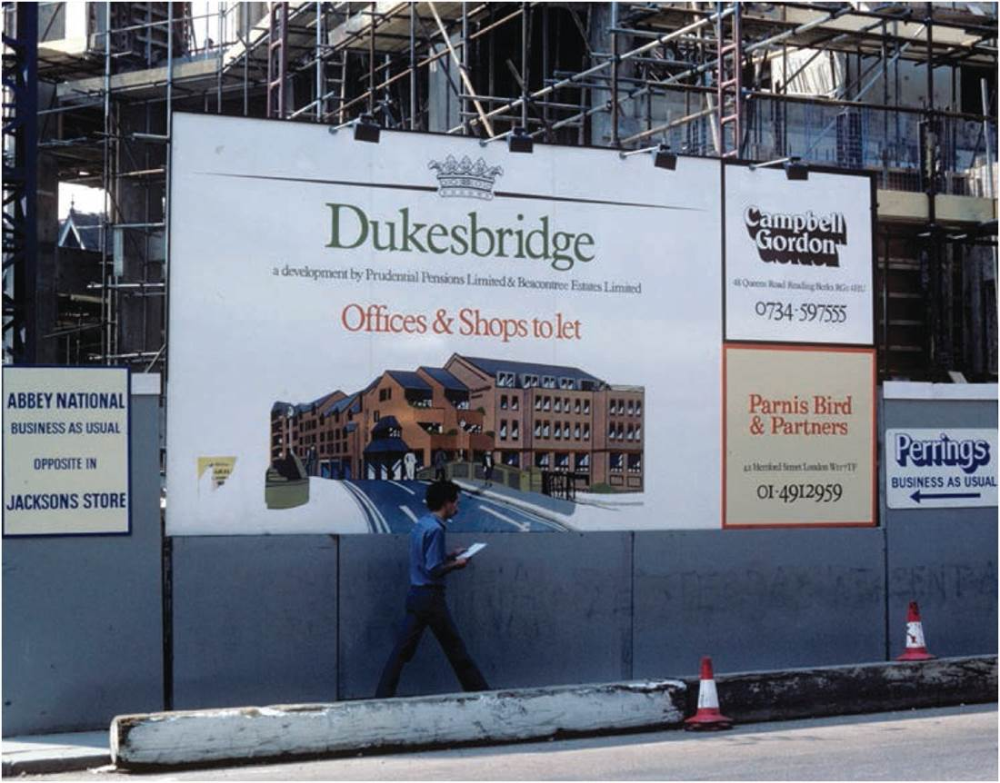 Dukesbridge
a development by Prudential Pensions Limited & Beacontree Estates Limited
Offices & Shops to let
Campbell
Gordon
48 Queens Road Reading Berks RG1 4HU
0734-597555
Parnis Bird
& Partners
42 Hertford Street London W1Y 7TF
01-4912959
ABBEY NATIONAL
BUSINESS AS USUAL
OPPOSITE IN
JACKSONS STORE
Perrings
BUSINESS AS USUAL